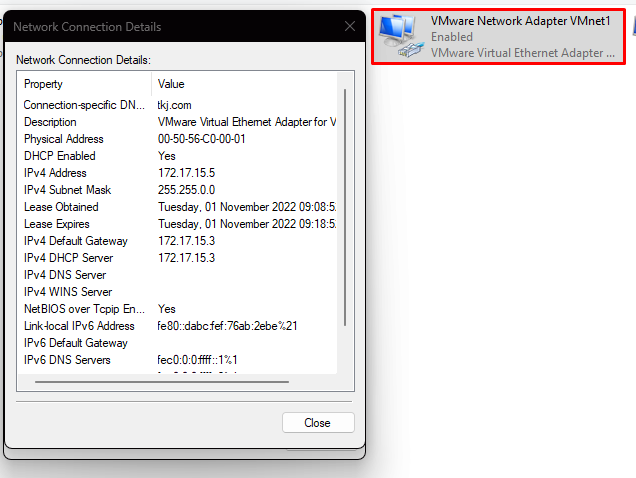 Network Connection Details
Network Connection Details:
Property Value
Connection-specific DN... tkj.com
Description VMware Virtual Ethernet Adapter for V
Physical Address 00-50-56-C0-00-01
DHCP Enabled Yes
IPv4 Address 172.17.15.5
IPv4 Subnet Mask 255.255.0.0
Lease Obtained Tuesday, 01 November 2022 09:08:5
Lease Expires Tuesday, 01 November 2022 09:18:5
IPv4 Default Gateway 172.17.15.3
IPv4 DHCP Server 172.17.15.3
IPv4 DNS Server
IPv4 WINS Server
NetBIOS over Tcpip En... Yes
Link-local IPv6 Address fe80::dabc:fef:76ab:2ebe%21
IPv6 Default Gateway
IPv6 DNS Servers fec0:0:0:ffff::1%1
Close
VMware Network Adapter VMnet1
Enabled
VMware Virtual Ethernet Adapter ...